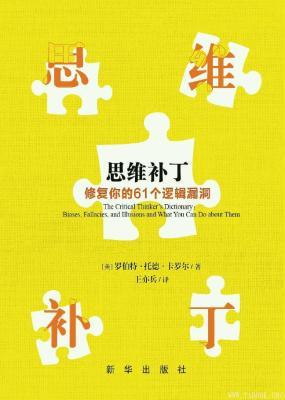 思 维
思维补丁
修复你的61个逻辑漏洞
The Critical Thinker's Dictionary
Biases, Fallacies, and Illusions and What You Can Do about Them
[美]罗伯特·托德·卡罗尔/著
王亦兵/译
补 丁
新华出版社